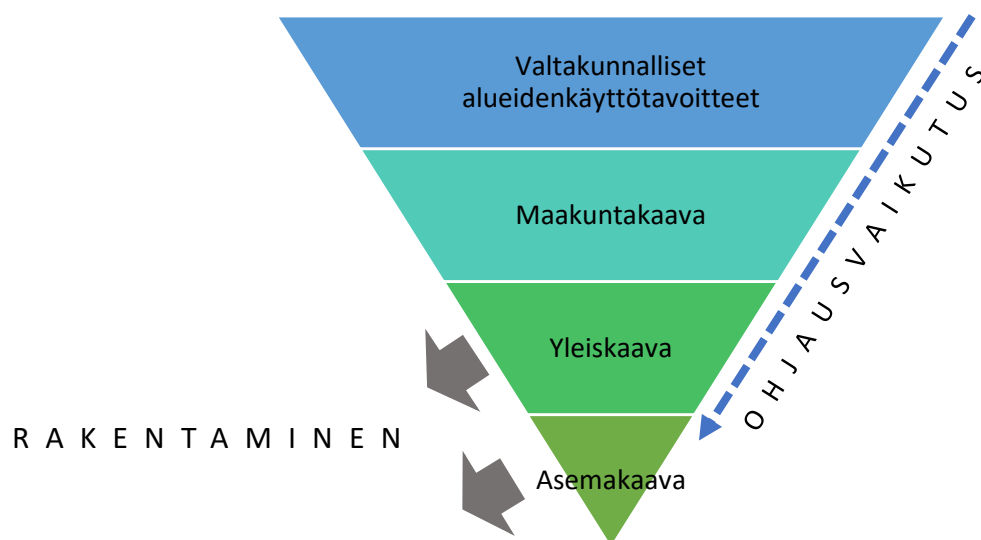 Valtakunnalliset
alueidenkäyttötavoitteet
Maakuntakaava
Yleiskaava
Asemakaava
RAKENTAMINEN
OHJAUSVAIKUTUS